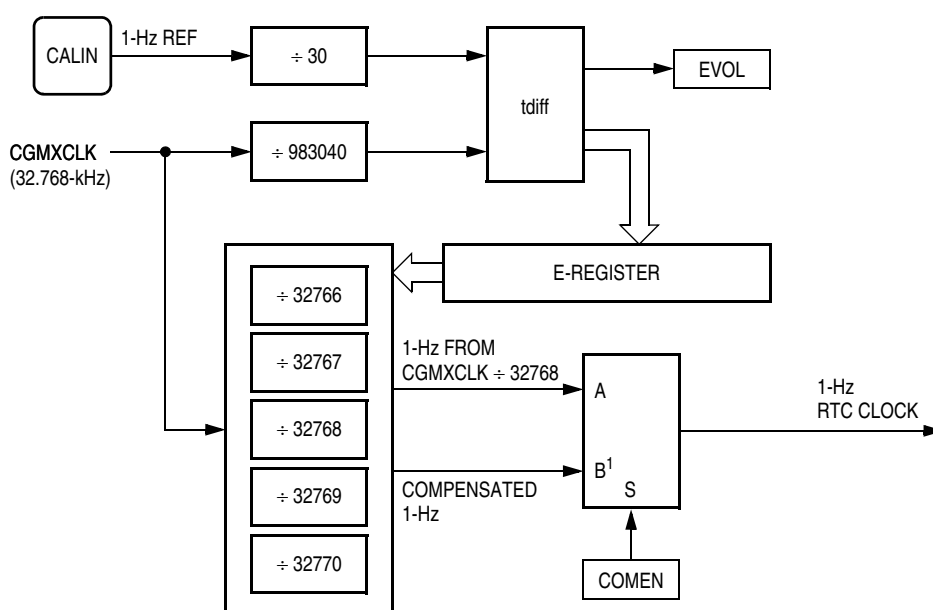 CALIN
1-Hz REF
÷ 30
tdiff
EVOL
CGMXCLK
(32.768-kHz)
÷ 983040
E-REGISTER
÷ 32766
÷ 32767
÷ 32768
÷ 32769
÷ 32770
1-Hz FROM
CGMXCLK ÷ 32768
COMPENSATED
1-Hz
A
B¹
S
COMEN
1-Hz
RTC CLOCK